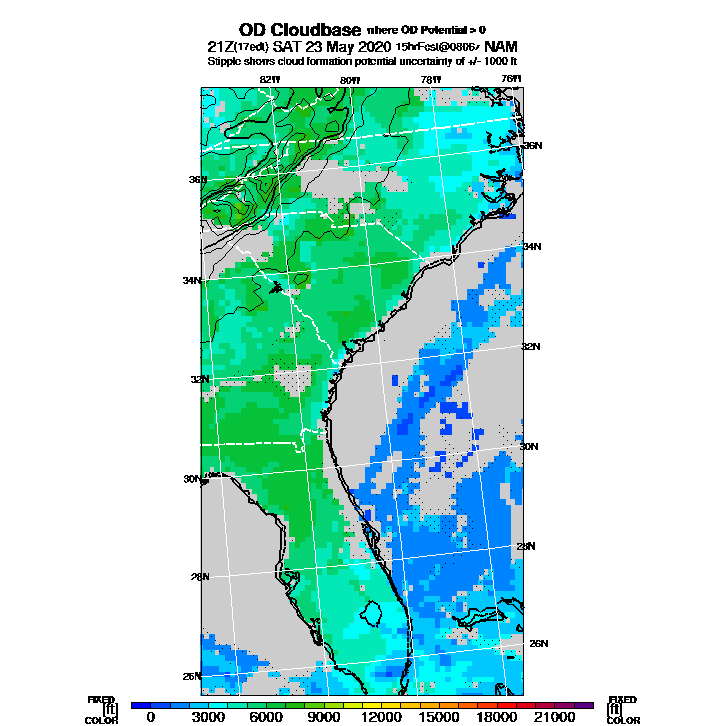 OD Cloudbase where OD Potential > 0
21Z(17edt) SAT 23 May 2020 15hrFcst@0806z NAM
Stipple shows cloud formation potential uncertainty of +/- 1000 ft
82W 80W 78W 76W
36N 36N
34N 34N
32N 32N
30N 30N
28N 28N
26N 26N
FIXED FIXED
[ft] [ft]
COLOR 0 3000 6000 9000 12000 15000 18000 21000 COLOR